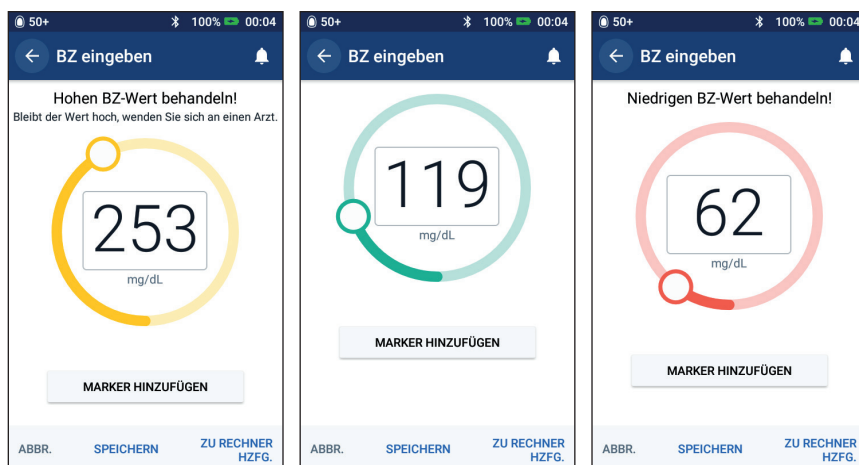 50+ 100% 00:04
BZ eingeben
Hohen BZ-Wert behandeln!
Bleibt der Wert hoch, wenden Sie sich an einen Arzt.
253
mg/dL
MARKER HINZUFÜGEN
ABBR. SPEICHERN ZU RECHNER
HZFG.
50+ 100% 00:04
BZ eingeben
119
mg/dL
MARKER HINZUFÜGEN
ABBR. SPEICHERN ZU RECHNER
HZFG.
50+ 100% 00:04
BZ eingeben
Niedrigen BZ-Wert behandeln!
62
mg/dL
MARKER HINZUFÜGEN
ABBR. SPEICHERN ZU RECHNER
HZFG.